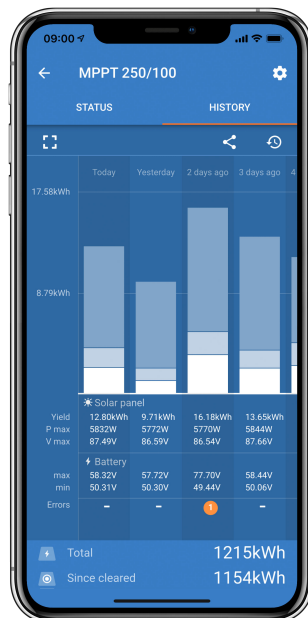 09:00
MPPT 250/100
STATUS HISTORY
Today Yesterday 2 days ago 3 days ago 4
17.58kWh
8.79kWh
Solar panel
Yield 12.80kWh 9.71kWh 16.18kWh 13.65kWh
P max 5832W 5772W 5770W 5844W
V max 87.49V 86.59V 86.54V 87.66V
Battery
max 58.32V 57.72V 77.70V 58.44V
min 50.31V 50.30V 49.44V 50.06V
Errors - - 1 -
Total 1215kWh
Since cleared 1154kWh